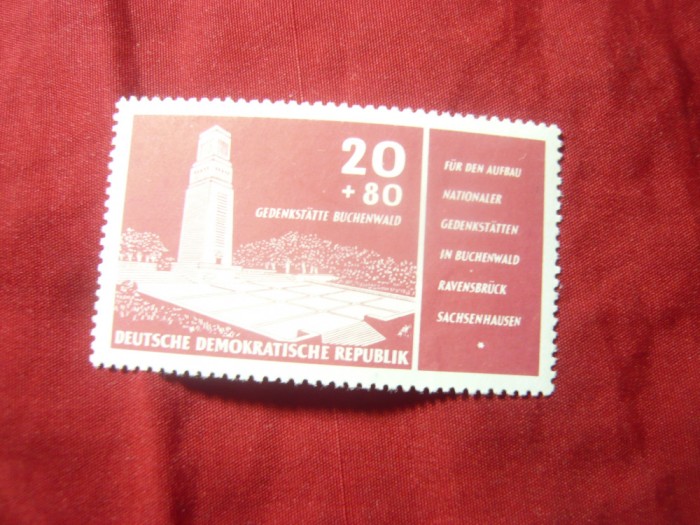 20
+ 80
GEDENKSTÄTTE BUCHENWALD
DEUTSCHE DEMOKRATISCHE REPUBLIK
FÜR DEN AUFBAU
NATIONALER
GEDENKSTÄTTEN
IN BUCHENWALD
RAVENSBRÜCK
SACHSENHAUSEN